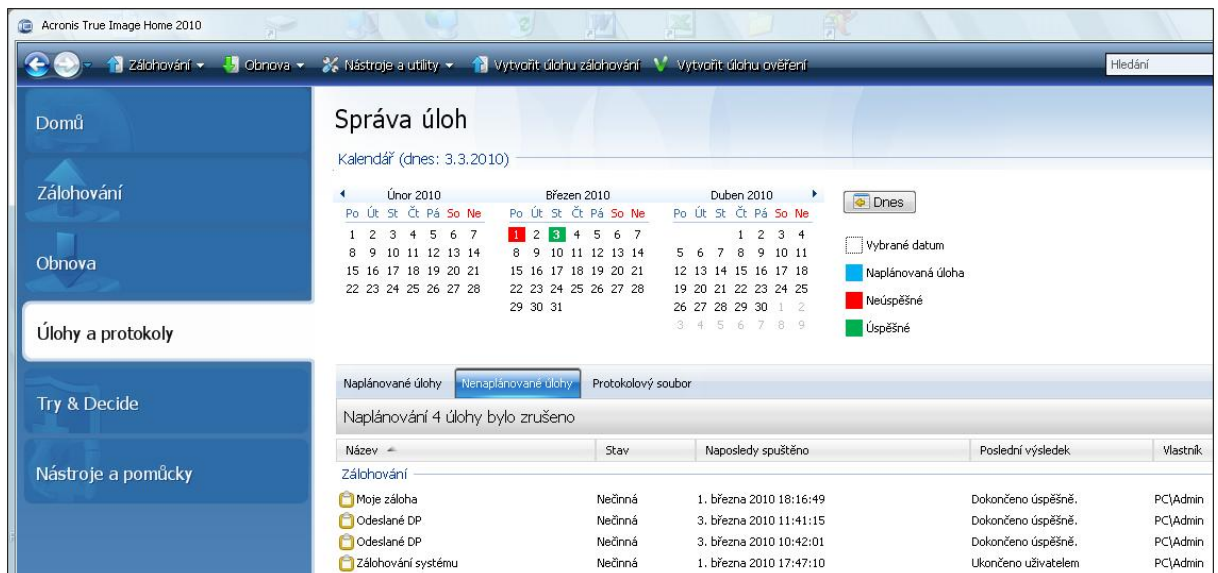 Acronis True Image Home 2010
Zálohování Obnova Nástroje a utility Vytvořit úlohu zálohování Vytvořit úlohu ověření Hledání
Domů
Zálohování
Obnova
Úlohy a protokoly
Try & Decide
Nástroje a pomůcky
Správa úloh
Kalendář (dnes: 3.3.2010)
Únor 2010
Po Út St Čt Pá So Ne
1 2 3 4 5 6 7
8 9 10 11 12 13 14
15 16 17 18 19 20 21
22 23 24 25 26 27 28
Březen 2010
Po Út St Čt Pá So Ne
1 2 3 4 5 6 7
8 9 10 11 12 13 14
15 16 17 18 19 20 21
22 23 24 25 26 27 28
29 30 31
Duben 2010
Po Út St Čt Pá So Ne
1 2 3 4
5 6 7 8 9 10 11
12 13 14 15 16 17 18
19 20 21 22 23 24 25
26 27 28 29 30 1 2
3 4 5 6 7 8 9
Dnes
Vybrané datum
Naplánovaná úloha
Neúspěšné
Úspěšné
Naplánované úlohy Nenaplánované úlohy Protokolový soubor
Naplánování 4 úlohy bylo zrušeno
Název Stav Naposledy spuštěno Poslední výsledek Vlastník
Zálohování
Moje záloha Nečinná 1. března 2010 18:16:49 Dokončeno úspěšně. PC\Admin
Odeslané DP Nečinná 3. března 2010 11:41:15 Dokončeno úspěšně. PC\Admin
Odeslané DP Nečinná 3. března 2010 10:42:01 Dokončeno úspěšně. PC\Admin
Zálohování systému Nečinná 1. března 2010 17:47:10 Ukončeno uživatelem PC\Admin